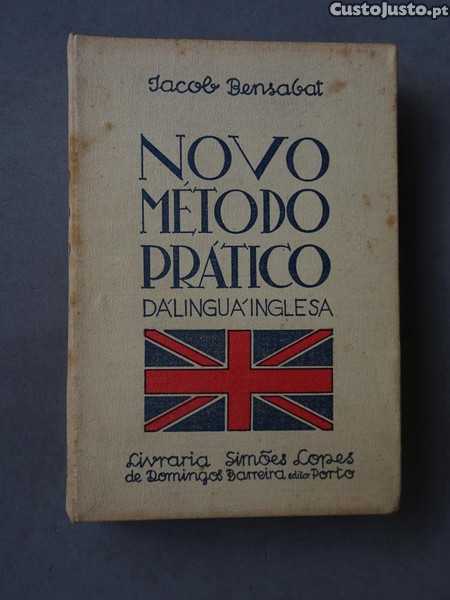 CustoJusto.pt
Jacob Bensabat
NOVO
MÉTODO
PRÁTICO
DA'LINGUA'INGLESA
Livraria Simões Lopes
de Domingos Barreira editor Porto